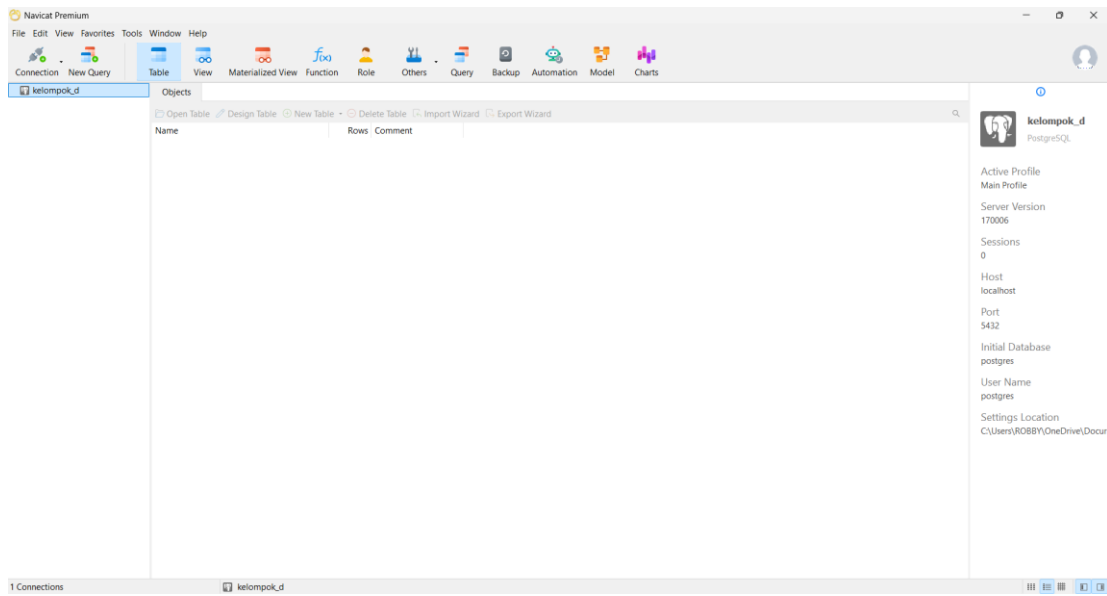 Navicat Premium
File Edit View Favorites Tools Window Help
Connection New Query Table View Materialized View Function Role Others Query Backup Automation Model Charts
kelompok_d
Objects
Open Table Design Table New Table Delete Table Import Wizard Export Wizard
Name Rows Comment
kelompok_d
PostgreSQL
Active Profile
Main Profile
Server Version
170006
Sessions
0
Host
localhost
Port
5432
Initial Database
postgres
User Name
postgres
Settings Location
C:\Users\ROBBY\OneDrive\Docur
1 Connections kelompok_d